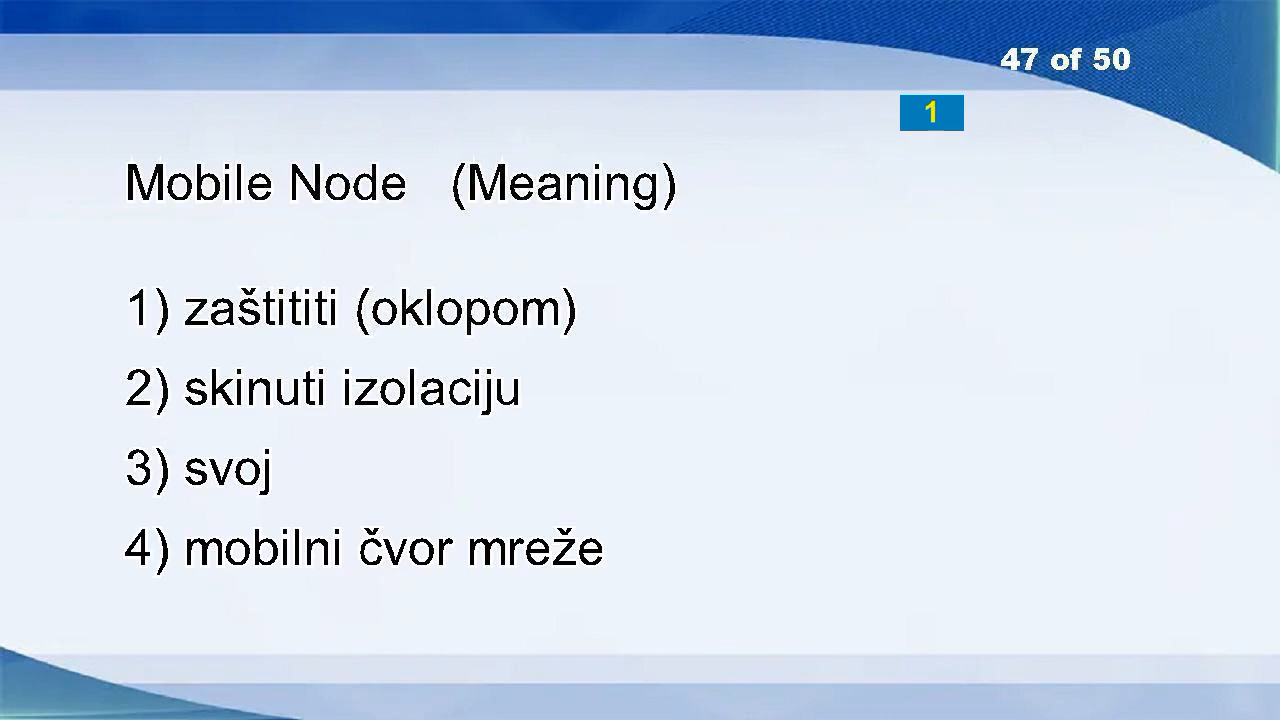 47 of 50
1
Mobile Node (Meaning)
1) zaštititi (oklopom)
2) skinuti izolaciju
3) svoj
4) mobilni čvor mreže